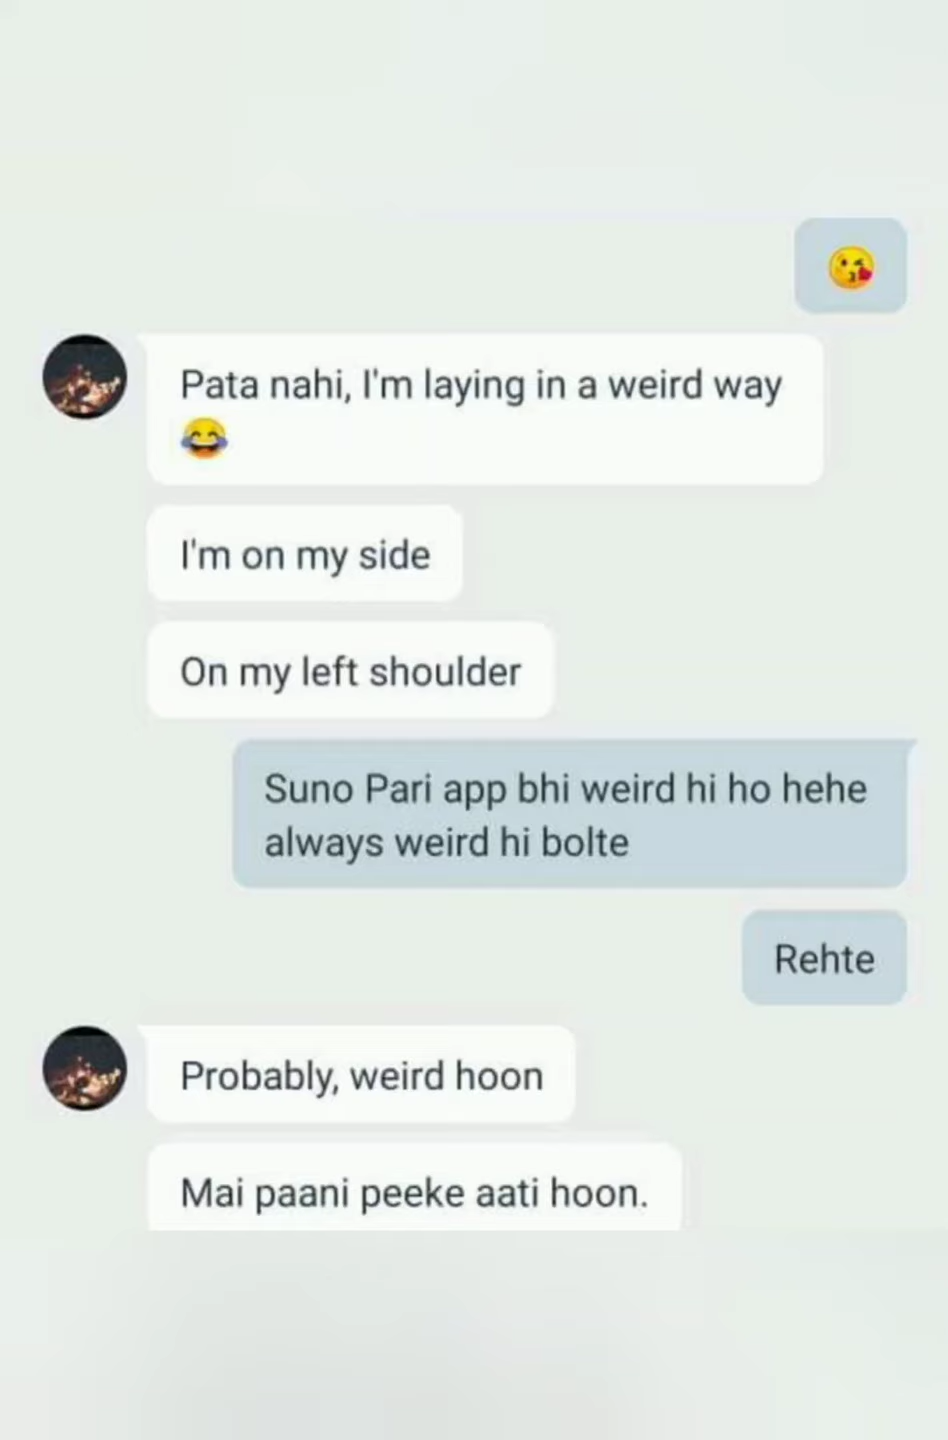 😘
Pata nahi, I'm laying in a weird way
😂
I'm on my side
On my left shoulder
Suno Pari app bhi weird hi ho hehe
always weird hi bolte
Rehte
Probably, weird hoon
Mai paani peeke aati hoon.